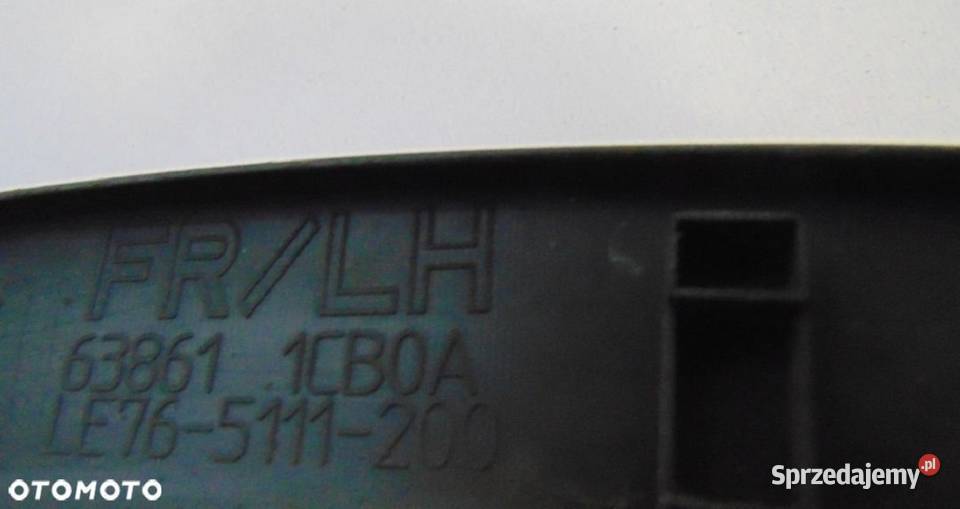 FR/LH
63861 1CB0A
LE76-5111-200
OTOMOTO
Sprzedajemy.pl